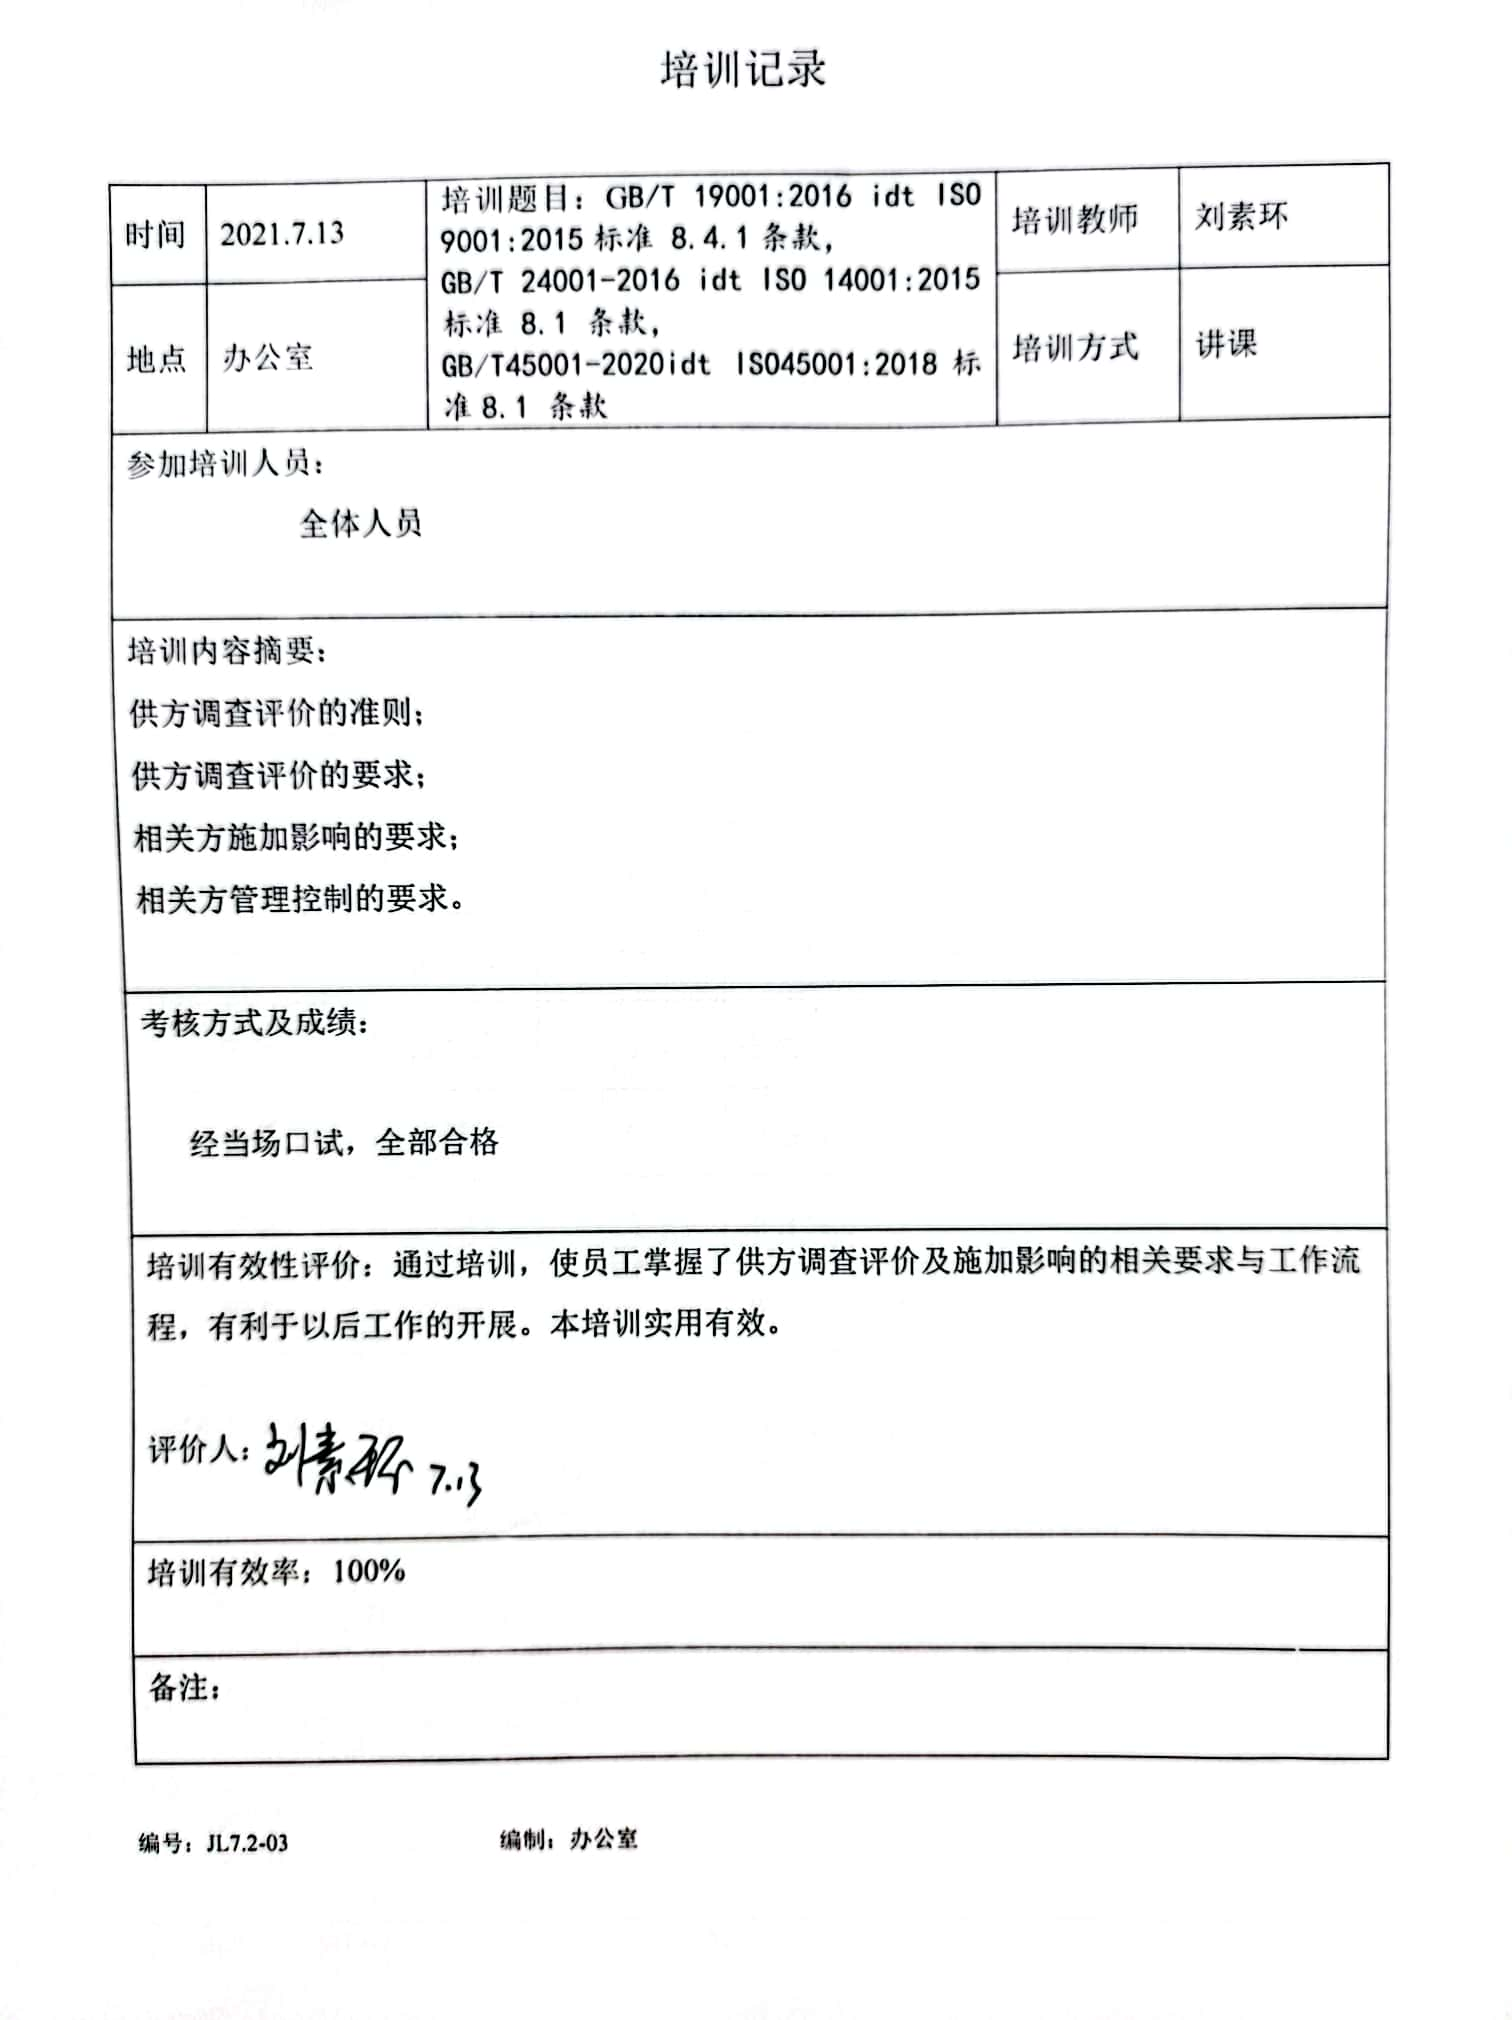 培训记录
时间
2021.7.13
培训题目：GB/T 19001:2016 idt ISO
9001:2015标准 8.4.1条款，
GB/T 24001-2016 idt ISO 14001:2015
标准 8.1 条款，
GB/T45001-2020idt ISO45001:2018 标
准8.1 条款
培训教师
刘素环
地点
办公室
培训方式
讲课
参加培训人员：
全体人员
培训内容摘要：
供方调查评价的准则；
供方调查评价的要求；
相关方施加影响的要求；
相关方管理控制的要求。
考核方式及成绩：
经当场口试，全部合格
培训有效性评价：通过培训，使员工掌握了供方调查评价及施加影响的相关要求与工作流
程，有利于以后工作的开展。本培训实用有效。
评价人：刘素环 7.13
培训有效率：100%
备注：
编号：JL7.2-03 编制：办公室